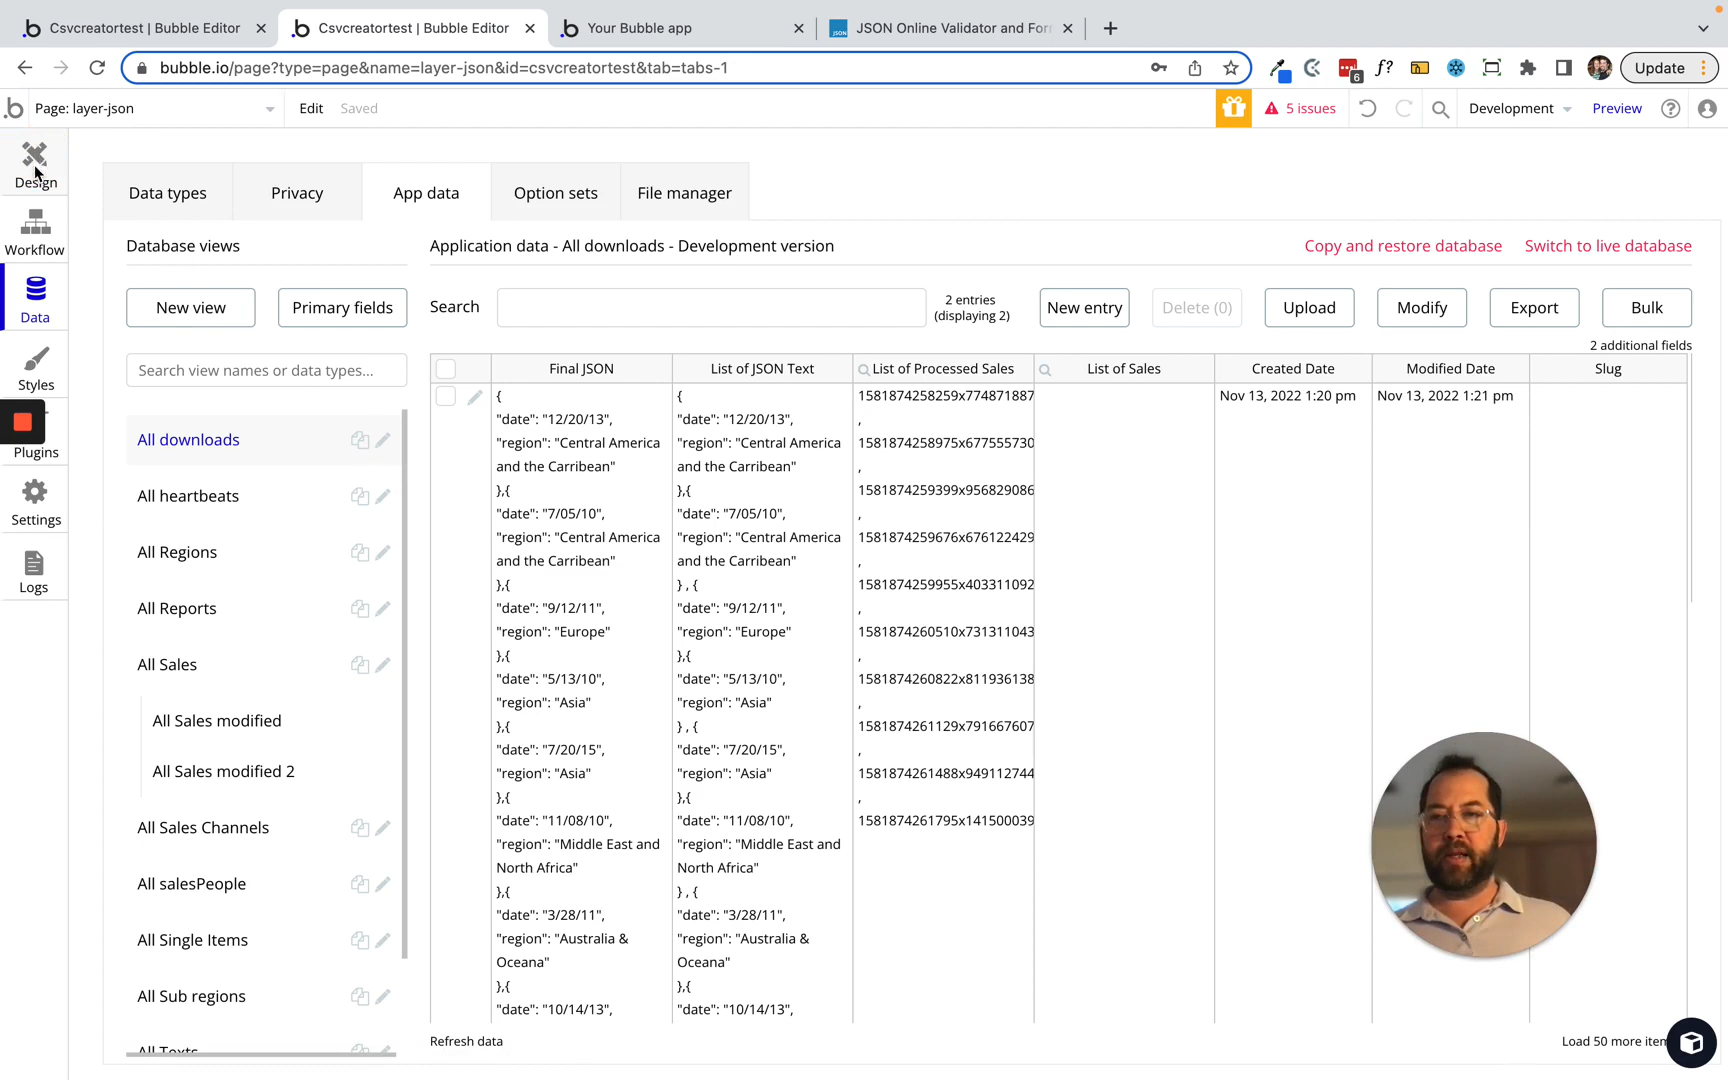 Csvcreatortest | Bubble Editor
Csvcreatortest | Bubble Editor
Your Bubble app
JSON Online Validator and For
bubble.io/page?type=page&name=layer-json&id=csvcreatortest&tab=tabs-1
6
f?
Update
Page: layer-json
Edit
Saved
5 issues
Development
Preview
Design
Workflow
Data
Styles
Plugins
Settings
Logs
Data types
Privacy
App data
Option sets
File manager
Database views
Application data - All downloads - Development version
Copy and restore database
Switch to live database
New view
Primary fields
Search
2 entries
(displaying 2)
New entry
Delete (0)
Upload
Modify
Export
Bulk
2 additional fields
Search view names or data types...
All downloads
All heartbeats
All Regions
All Reports
All Sales
All Sales modified
All Sales modified 2
All Sales Channels
All salesPeople
All Single Items
All Sub regions
All Texts
Final JSON
List of JSON Text
List of Processed Sales
List of Sales
Created Date
Modified Date
Slug
{
"date": "12/20/13",
"region": "Central America
and the Carribean"
},{
"date": "7/05/10",
"region": "Central America
and the Carribean"
},{
"date": "9/12/11",
"region": "Europe"
},{
"date": "5/13/10",
"region": "Asia"
},{
"date": "7/20/15",
"region": "Asia"
},{
"date": "11/08/10",
"region": "Middle East and
North Africa"
},{
"date": "3/28/11",
"region": "Australia &
Oceana"
},{
"date": "10/14/13",
{
"date": "12/20/13",
"region": "Central America
and the Carribean"
},{
"date": "7/05/10",
"region": "Central America
and the Carribean"
} , {
"date": "9/12/11",
"region": "Europe"
},{
"date": "5/13/10",
"region": "Asia"
} , {
"date": "7/20/15",
"region": "Asia"
},{
"date": "11/08/10",
"region": "Middle East and
North Africa"
} , {
"date": "3/28/11",
"region": "Australia &
Oceana"
},{
"date": "10/14/13",
1581874258259x774871887
,
1581874258975x677555730
,
1581874259399x956829086
,
1581874259676x676122429
,
1581874259955x403311092
,
1581874260510x731311043
,
1581874260822x811936138
,
1581874261129x791667607
,
1581874261488x949112744
,
1581874261795x141500039
Nov 13, 2022 1:20 pm
Nov 13, 2022 1:21 pm
Refresh data
Load 50 more item